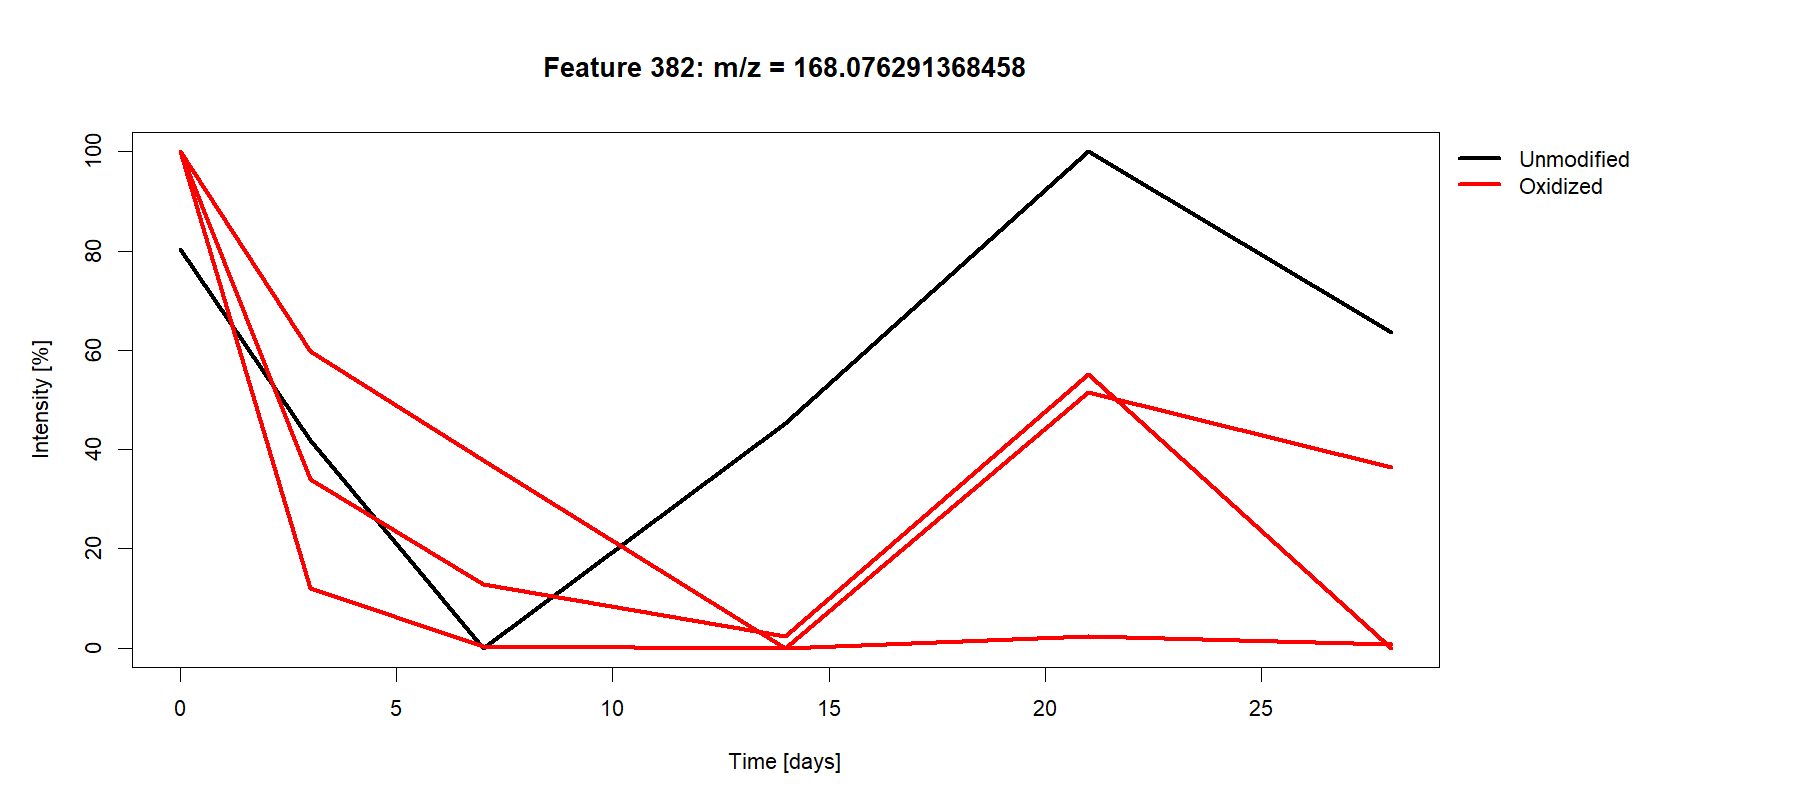 Feature 382: m/z = 168.076291368458
Unmodified
Oxidized
Intensity [%]
100
80
60
40
20
0
0 5 10 15 20 25
Time [days]